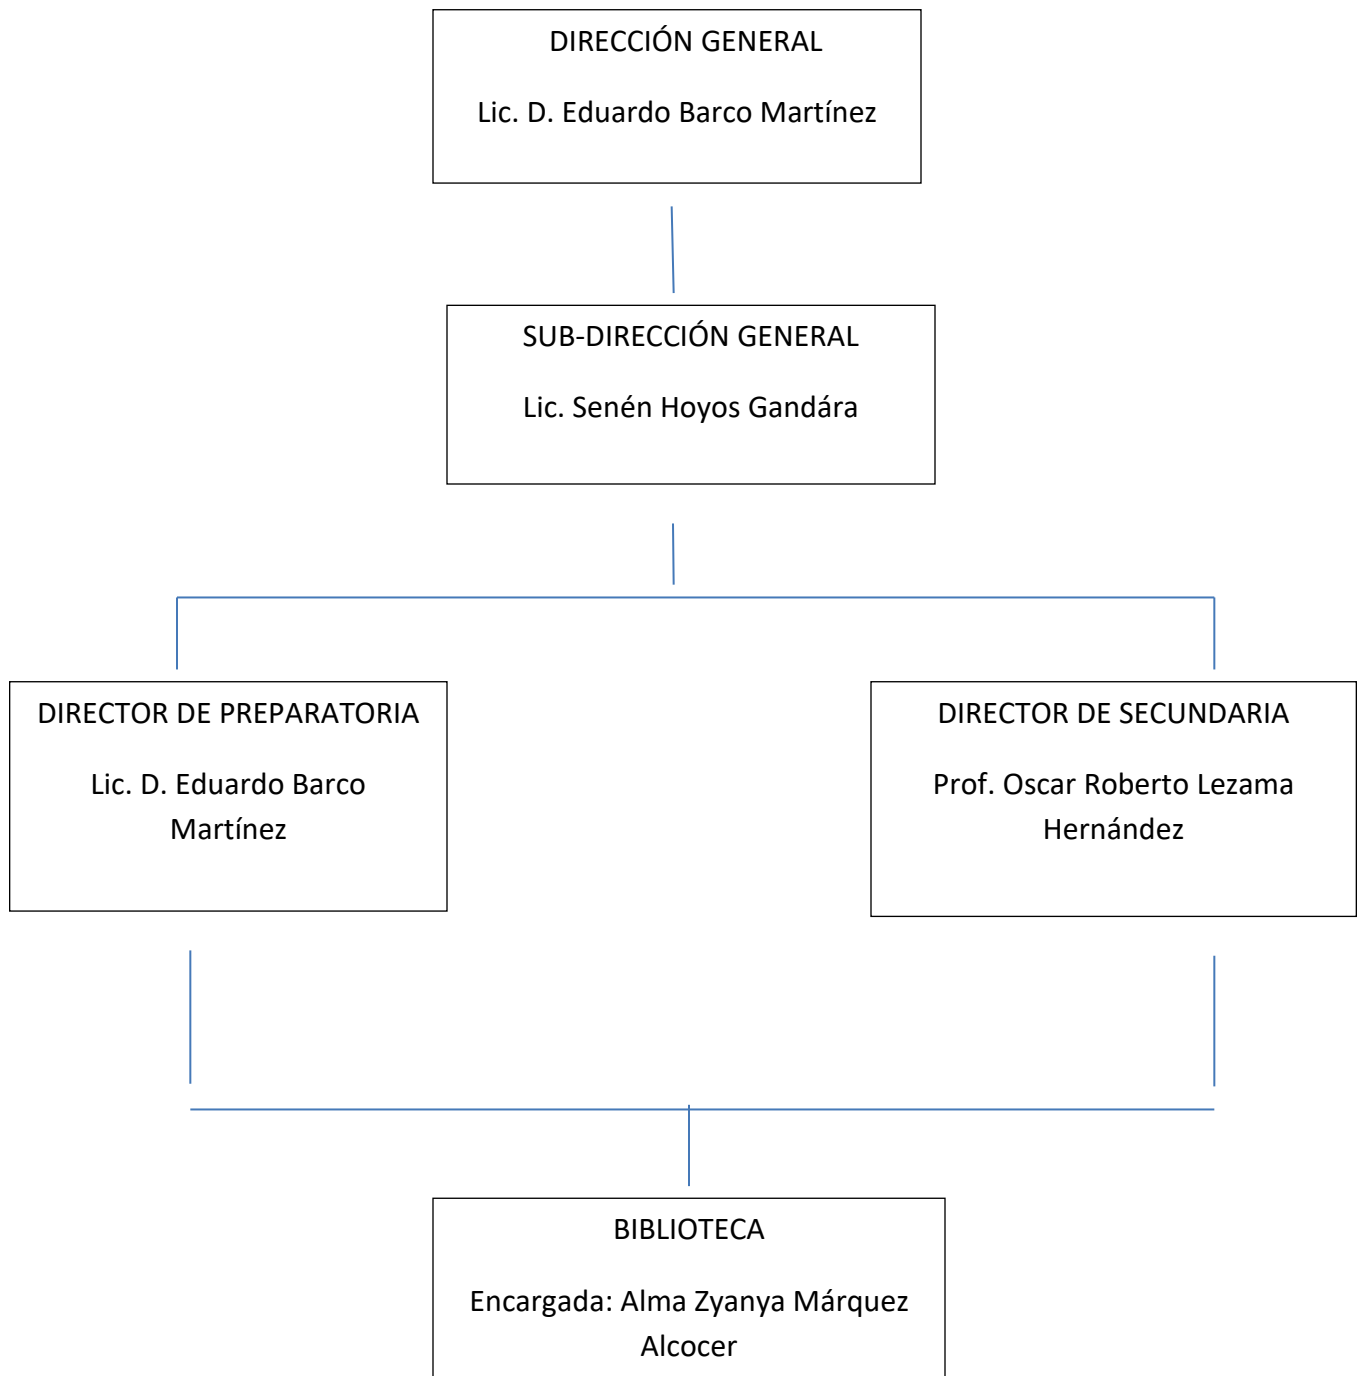 DIRECCIÓN GENERAL
Lic. D. Eduardo Barco Martínez
SUB-DIRECCIÓN GENERAL
Lic. Senén Hoyos Gandára
DIRECTOR DE PREPARATORIA
Lic. D. Eduardo Barco
Martínez
DIRECTOR DE SECUNDARIA
Prof. Oscar Roberto Lezama
Hernández
BIBLIOTECA
Encargada: Alma Zyanya Márquez
Alcocer